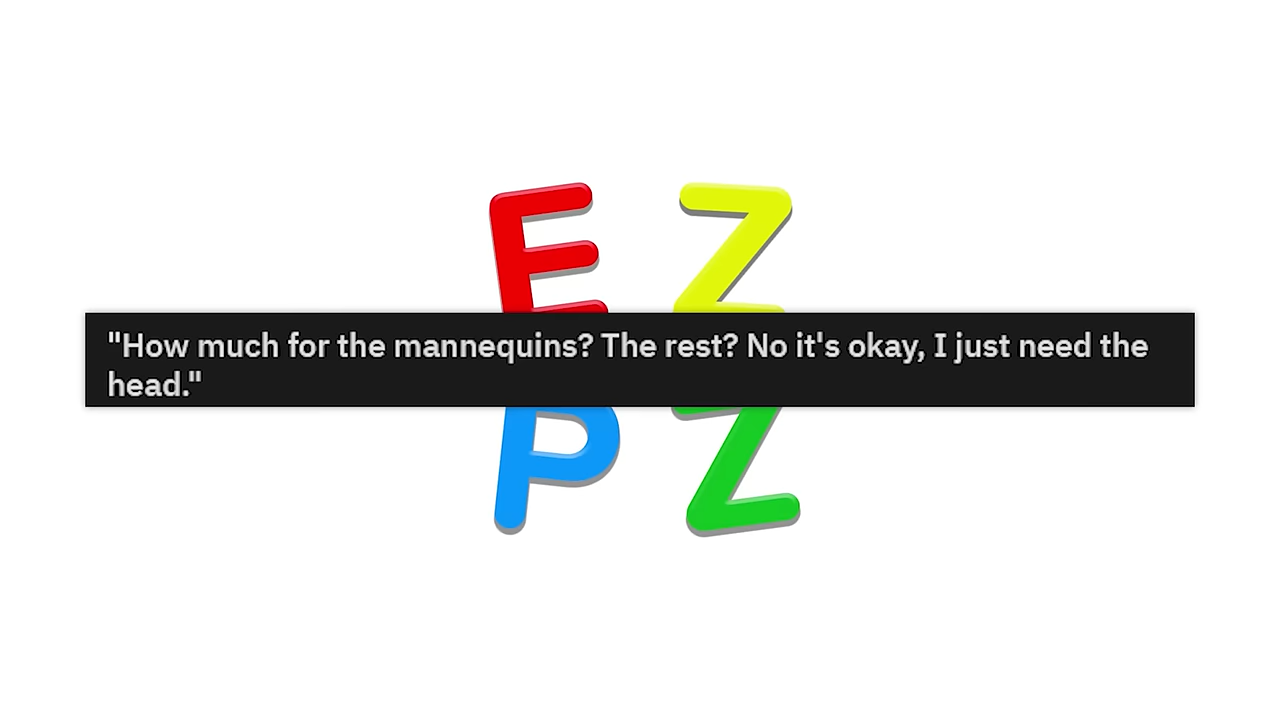 E Z
"How much for the mannequins? The rest? No it's okay, I just need the
head."
P Z